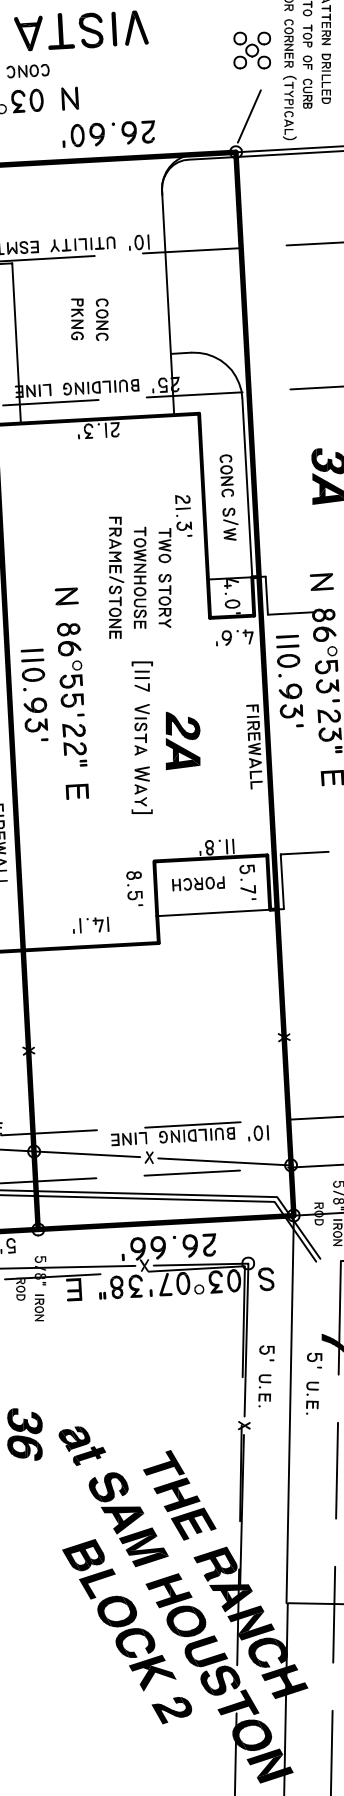 ATTERN DRILLED
TO TOP OF CURB
OR CORNER (TYPICAL)
VISTA
CONC
N 03°
26.60'
10' UTILITY ESMT
CONC
PKNG
25' BUILDING LINE
21.3'
CONC S/W
21.3'
4.0'
4.6'
3A
N 86°53'23" E
110.93'
TWO STORY
TOWNHOUSE
FRAME/STONE
[117 VISTA WAY]
2A
N 86°55'22" E
110.93'
FIREWALL
FIREWALL
11.8'
PORCH
5.7'
8.5'
14.1'
10' BUILDING LINE
26.66'
S 03°07'38" E
5/8" IRON
ROD
5/8" IRON
ROD
5'
5' U.E.
5' U.E.
36
THE RANCH
at SAM HOUSTON
BLOCK 2